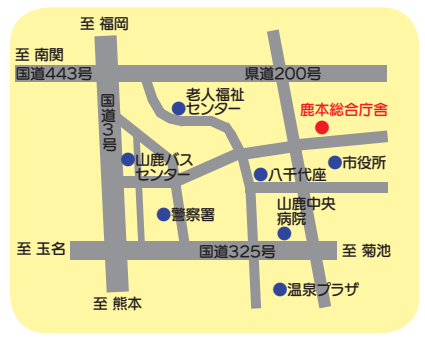 至 福岡
至 南関
国道443号
県道200号
国道3号
老人福祉
センター
鹿本総合庁舎
山鹿バス
センター
市役所
八千代座
山鹿中央
病院
警察署
至 玉名
国道325号
至 菊池
温泉プラザ
至 熊本